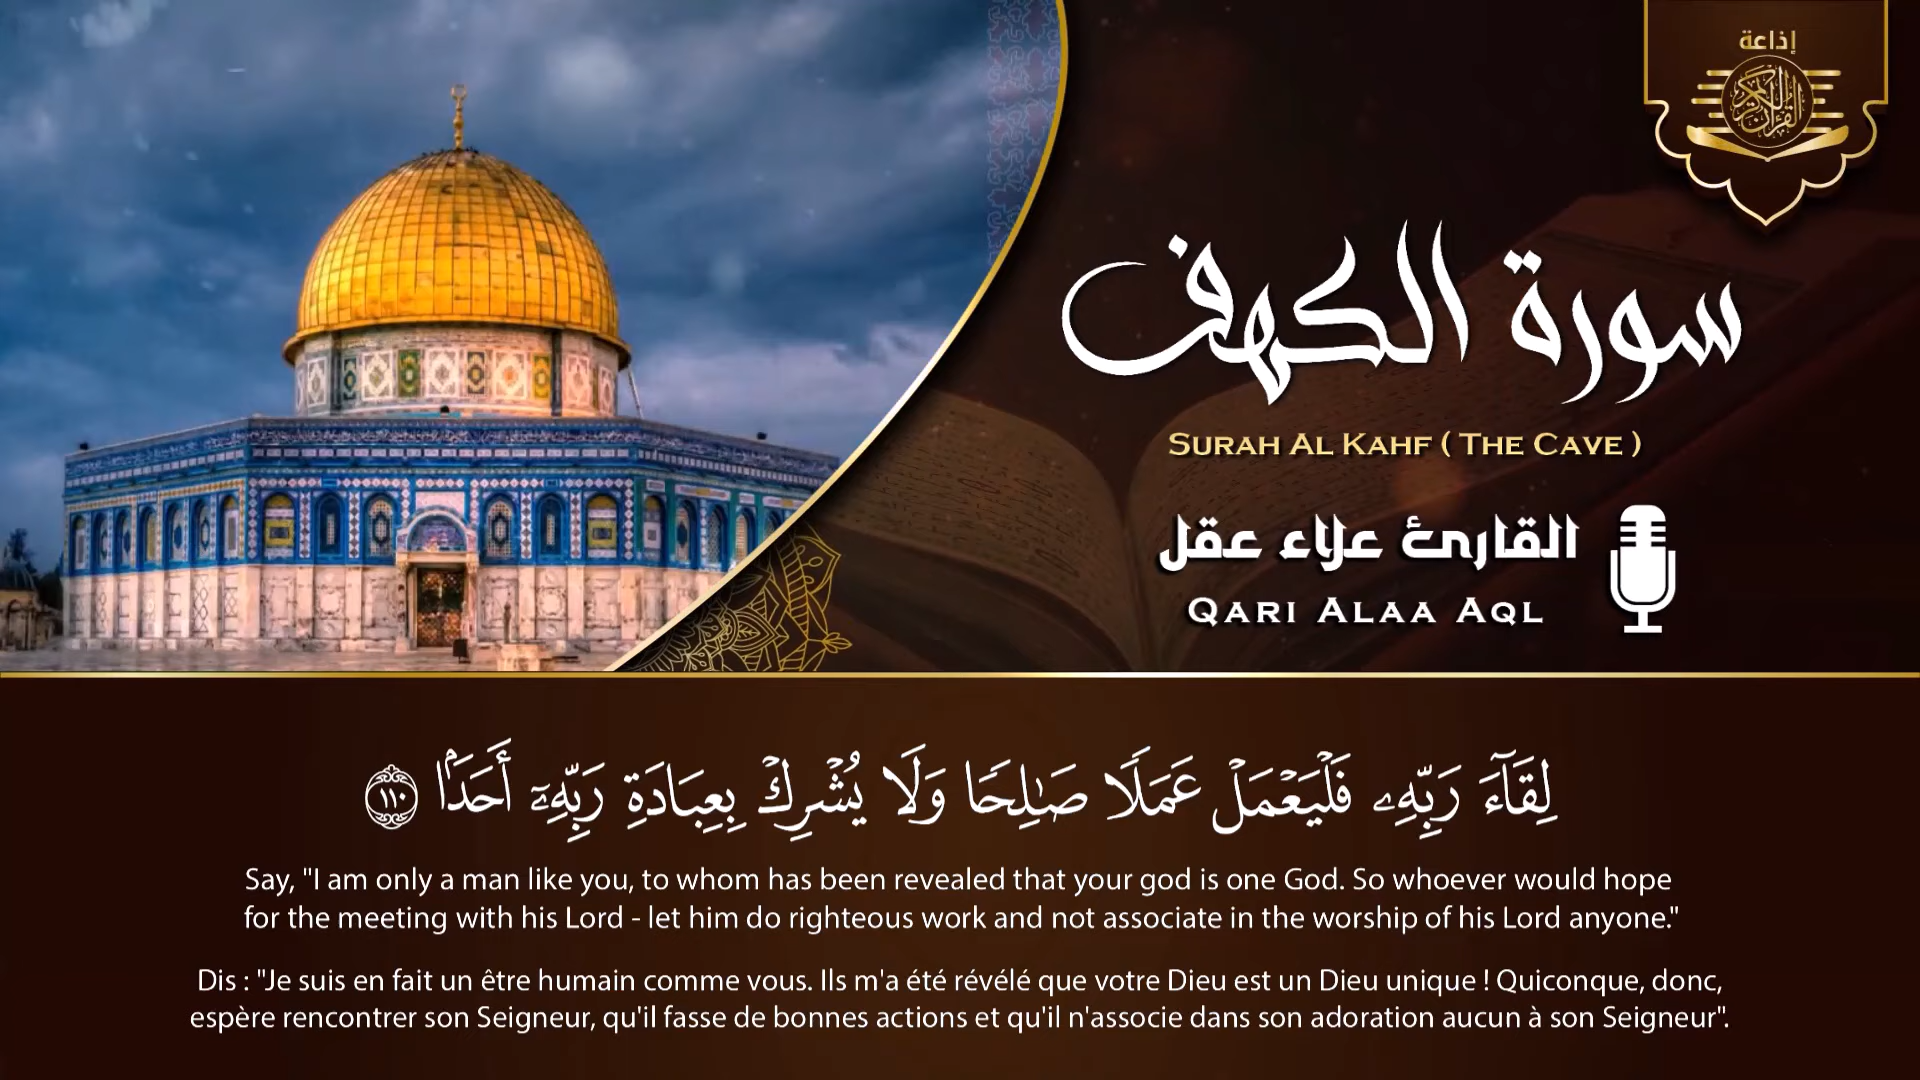 إذاعة
القرآن الكريم
سورة الكهف
SURAH AL KAHF ( THE CAVE )
القارئ علاء عقل
QARI ALAA AQL
لِقَآءَ رَبِّهِۦ فَلْيَعْمَلْ عَمَلًا صَـٰلِحًا وَلَا يُشْرِكْ بِعِبَادَةِ رَبِّهِۦٓ أَحَدًۢا ١١٠
Say, "I am only a man like you, to whom has been revealed that your god is one God. So whoever would hope
for the meeting with his Lord - let him do righteous work and not associate in the worship of his Lord anyone."
Dis : "Je suis en fait un être humain comme vous. Ils m'a été révélé que votre Dieu est un Dieu unique ! Quiconque, donc,
espère rencontrer son Seigneur, qu'il fasse de bonnes actions et qu'il n'associe dans son adoration aucun à son Seigneur".